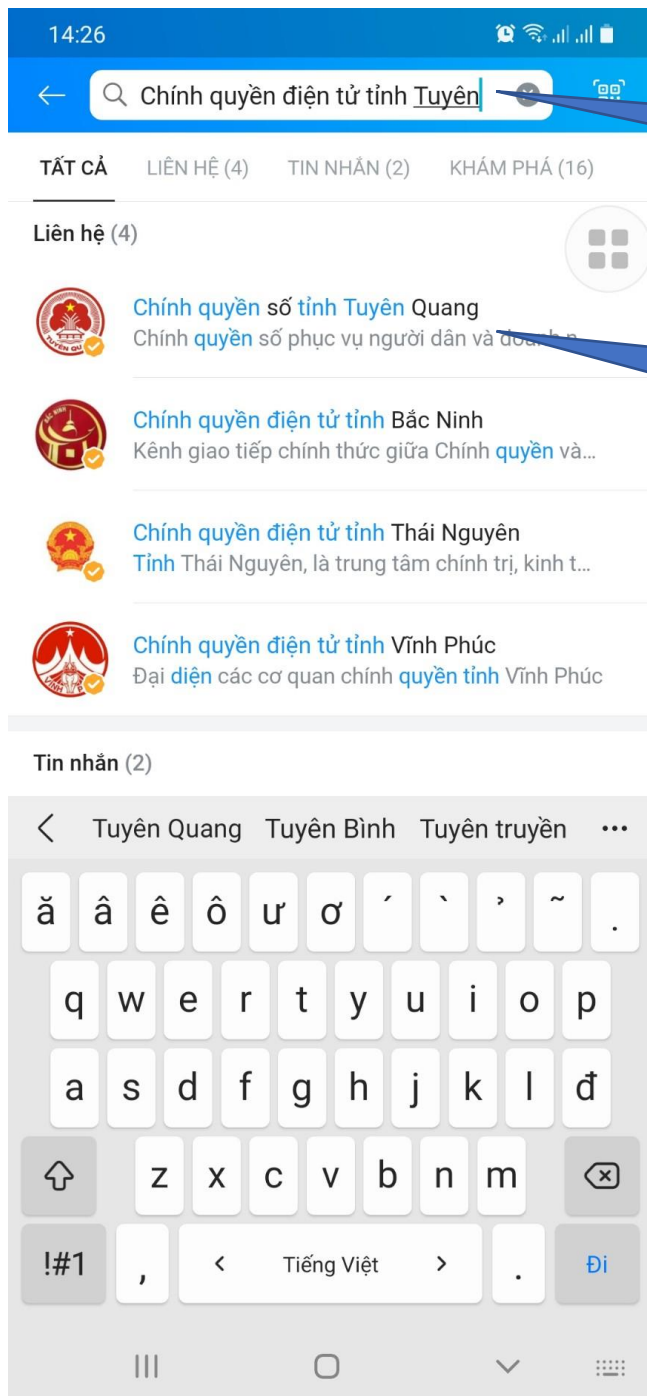 14:26
Chính quyền điện tử tỉnh Tuyên
TẤT CẢ LIÊN HỆ (4) TIN NHẮN (2) KHÁM PHÁ (16)
Liên hệ (4)
Chính quyền số tỉnh Tuyên Quang
Chính quyền số phục vụ người dân và doanh n...
Chính quyền điện tử tỉnh Bắc Ninh
Kênh giao tiếp chính thức giữa Chính quyền và...
Chính quyền điện tử tỉnh Thái Nguyên
Tỉnh Thái Nguyên, là trung tâm chính trị, kinh t...
Chính quyền điện tử tỉnh Vĩnh Phúc
Đại diện các cơ quan chính quyền tỉnh Vĩnh Phúc
Tin nhắn (2)
Tuyên Quang Tuyên Bình Tuyên truyền ...
ă â ê ô ư ơ ́ ̀ ̉ ̃ .
q w e r t y u i o p
a s d f g h j k l đ
z x c v b n m
!#1 , < Tiếng Việt > . Đi